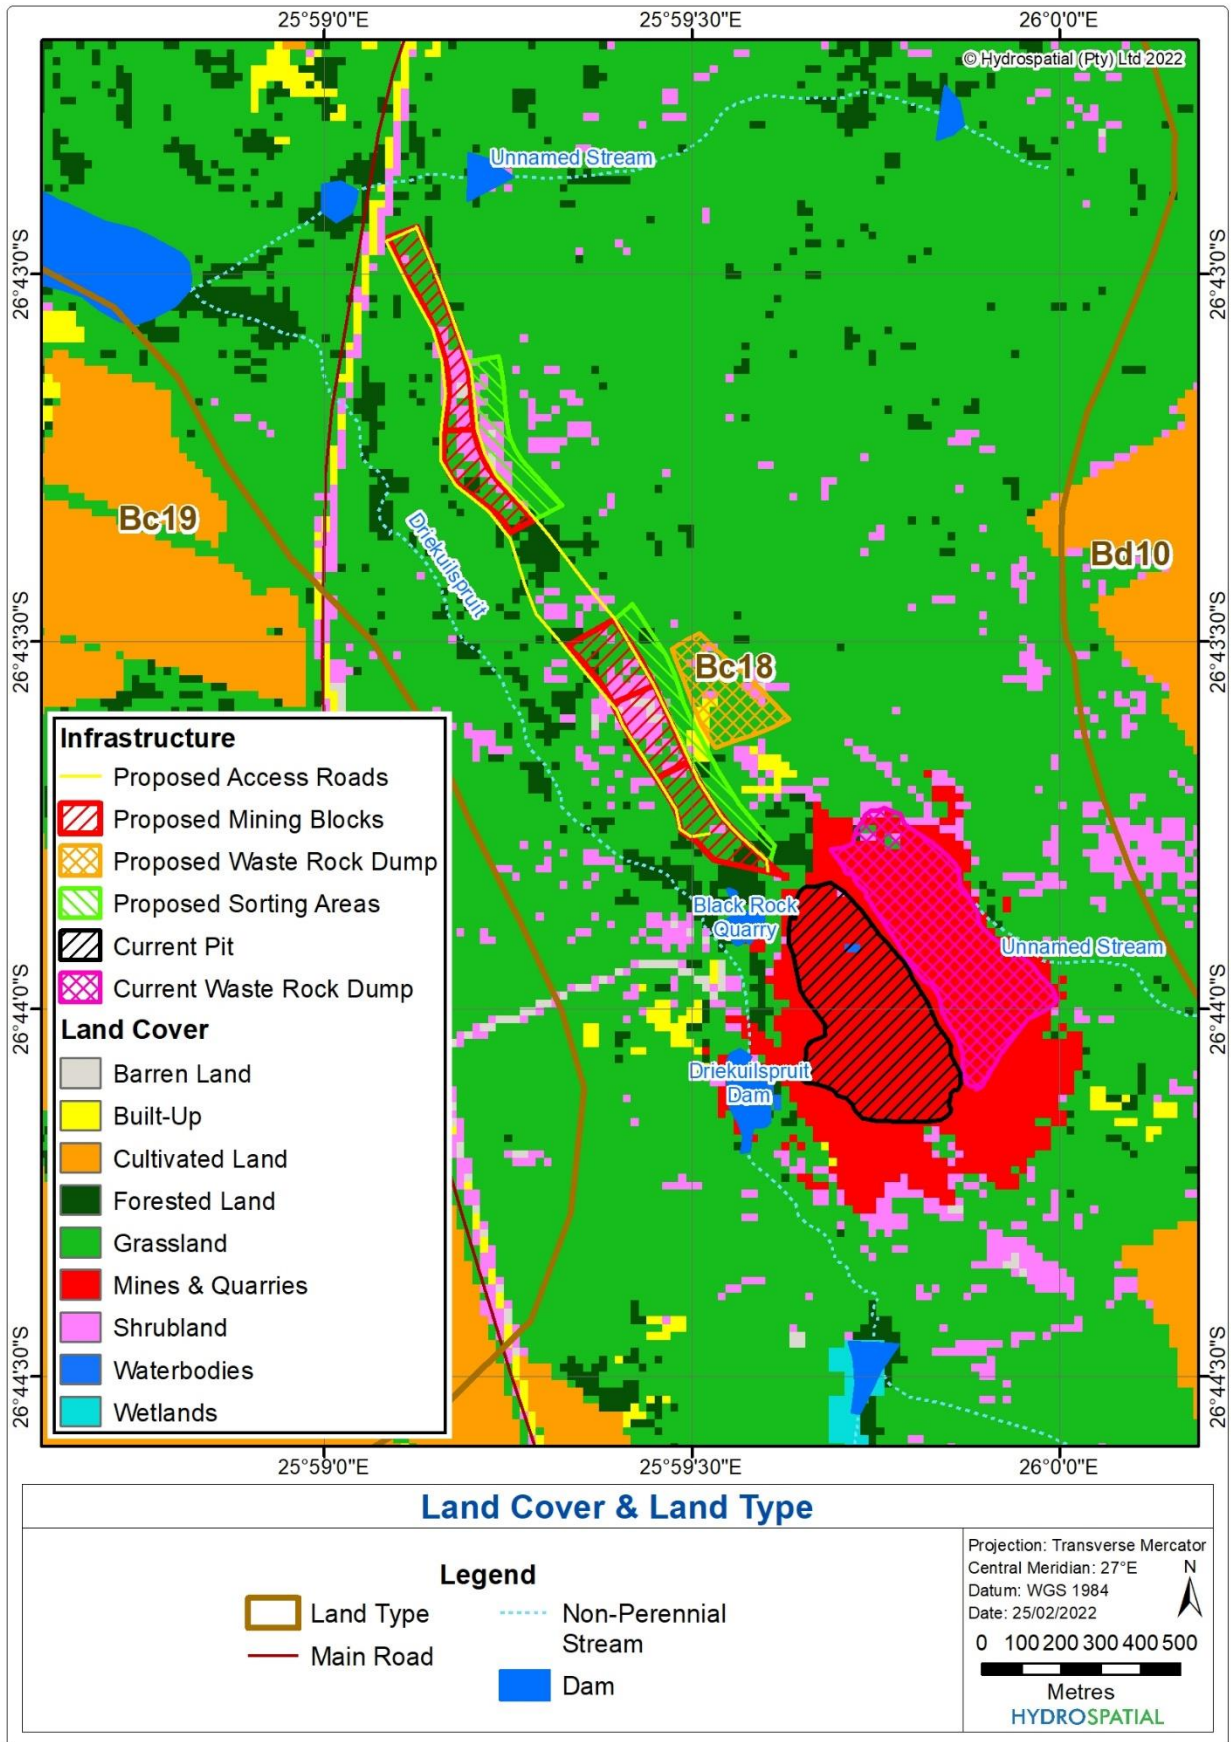 25°59'0"E
25°59'30"E
26°0'0"E
© Hydrospatial (Pty) Ltd 2022
Unnamed Stream
26°43'0"S
26°43'0"S
Bc19
Driekuilspruit
Bd10
26°43'30"S
26°43'30"S
Bc18
Infrastructure
Proposed Access Roads
Proposed Mining Blocks
Proposed Waste Rock Dump
Proposed Sorting Areas
Current Pit
Current Waste Rock Dump
Land Cover
Barren Land
Built-Up
Cultivated Land
Forested Land
Grassland
Mines & Quarries
Shrubland
Waterbodies
Wetlands
Black Rock
Quarry
Unnamed Stream
26°44'0"S
26°44'0"S
Driekuilspruit
Dam
26°44'30"S
26°44'30"S
25°59'0"E
25°59'30"E
26°0'0"E
Land Cover & Land Type
Legend
Land Type
Main Road
Non-Perennial
Stream
Dam
Projection: Transverse Mercator
Central Meridian: 27°E
Datum: WGS 1984
Date: 25/02/2022
N
0 100 200 300 400 500
Metres
HYDROSPATIAL